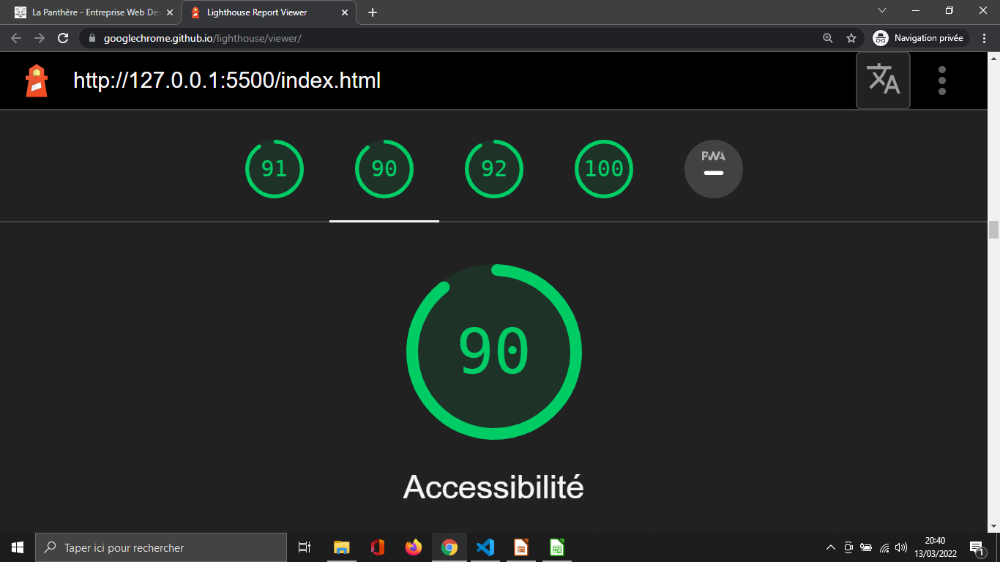 La Panthère - Entreprise Web De
Lighthouse Report Viewer
googlechrome.github.io/lighthouse/viewer/
Navigation privée
http://127.0.0.1:5500/index.html
91
90
92
100
PWA
90
Accessibilité
Taper ici pour rechercher
20:40
13/03/2022
1